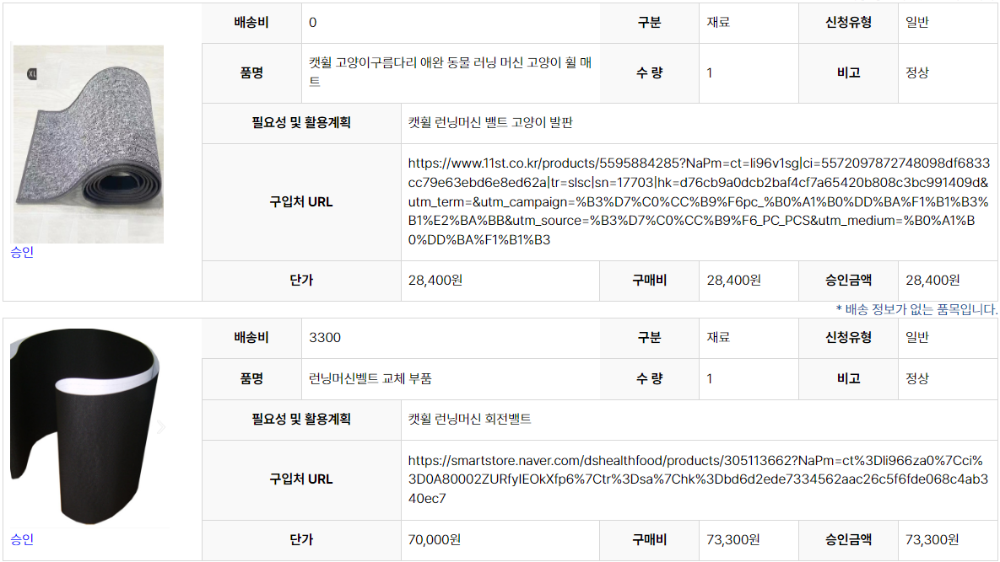 배송비 0 구분 재료 신청유형 일반
XL
품명 캣휠 고양이구름다리 애완 동물 러닝 머신 고양이 휠 매
트 수 량 1 비고 정상
필요성 및 활용계획 캣휠 런닝머신 밸트 고양이 발판
구입처 URL
https://www.11st.co.kr/products/5595884285?NaPm=ct=li96v1sg|ci=5572097872748098df6833
cc79e63ebd6e8ed62a|tr=slsc|sn=17703|hk=d76cb9a0dcb2baf4cf7a65420b808c3bc991409d&
utm_term=&utm_campaign=%B3%D7%C0%CC%B9%F6pc_%B0%A1%B0%DD%BA%F1%B1%B3%
B1%E2%BA%BB&utm_source=%B3%D7%C0%CC%B9%F6_PC_PCS&utm_medium=%B0%A1%B
0%DD%BA%F1%B1%B3
승인
단가 28,400원 구매비 28,400원 승인금액 28,400원
* 배송 정보가 없는 품목입니다.
배송비 3300 구분 재료 신청유형 일반
품명 런닝머신벨트 교체 부품 수 량 1 비고 정상
필요성 및 활용계획 캣휠 런닝머신 회전밸트
구입처 URL
https://smartstore.naver.com/dshealthfood/products/305113662?NaPm=ct%3Dli966za0%7Cci%
3D0A80002ZURfylEOkXfp6%7Ctr%3Dsa%7Chk%3Dbd6d2ede7334562aac26c5f6fde068c4ab3
40ec7
승인
단가 70,000원 구매비 73,300원 승인금액 73,300원